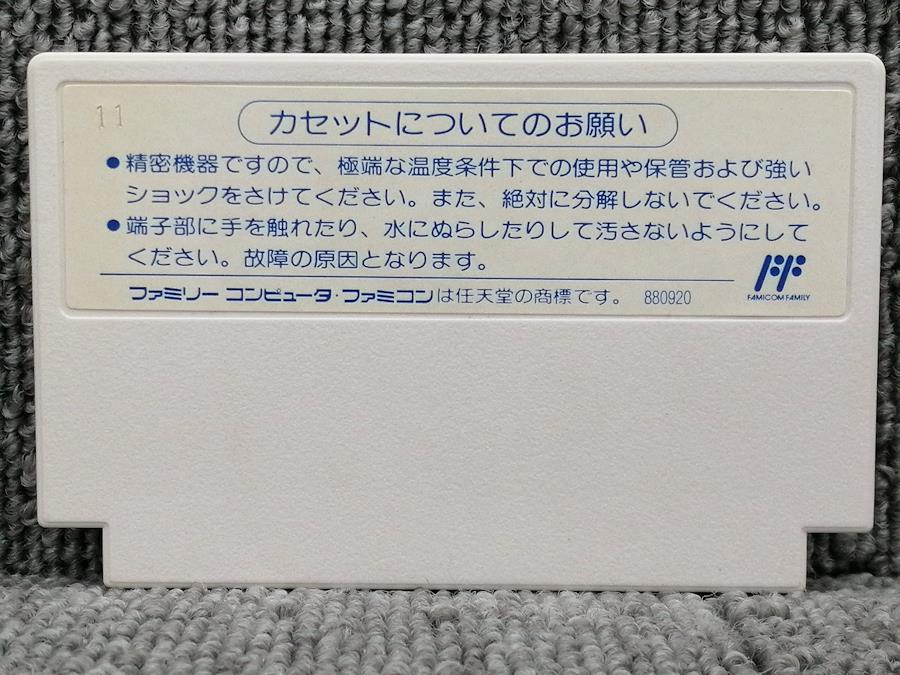 11
カセットについてのお願い
●精密機器ですので、極端な温度条件下での使用や保管および強い
ショックをさけてください。また、絶対に分解しないでください。
●端子部に手を触れたり、水にぬらしたりして汚さないようにして
ください。故障の原因となります。
ファミリーコンピュータ・ファミコンは任天堂の商標です。 880920
FAMICOM FAMILY